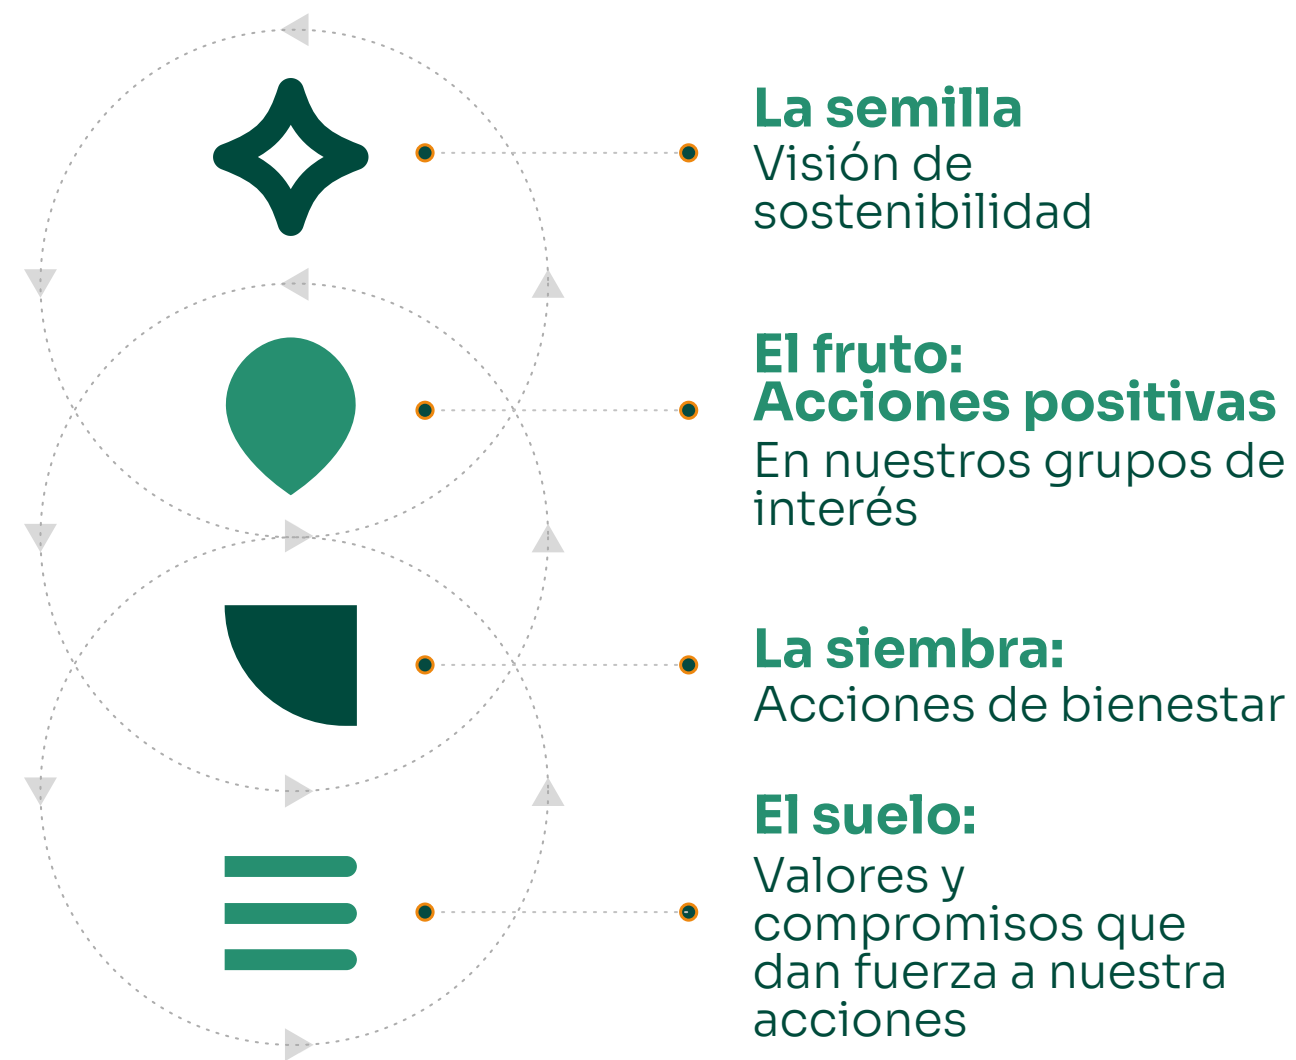 La semilla
Visión de
sostenibilidad
El fruto:
Acciones positivas
En nuestros grupos de
interés
La siembra:
Acciones de bienestar
El suelo:
Valores y
compromisos que
dan fuerza a nuestra
acciones